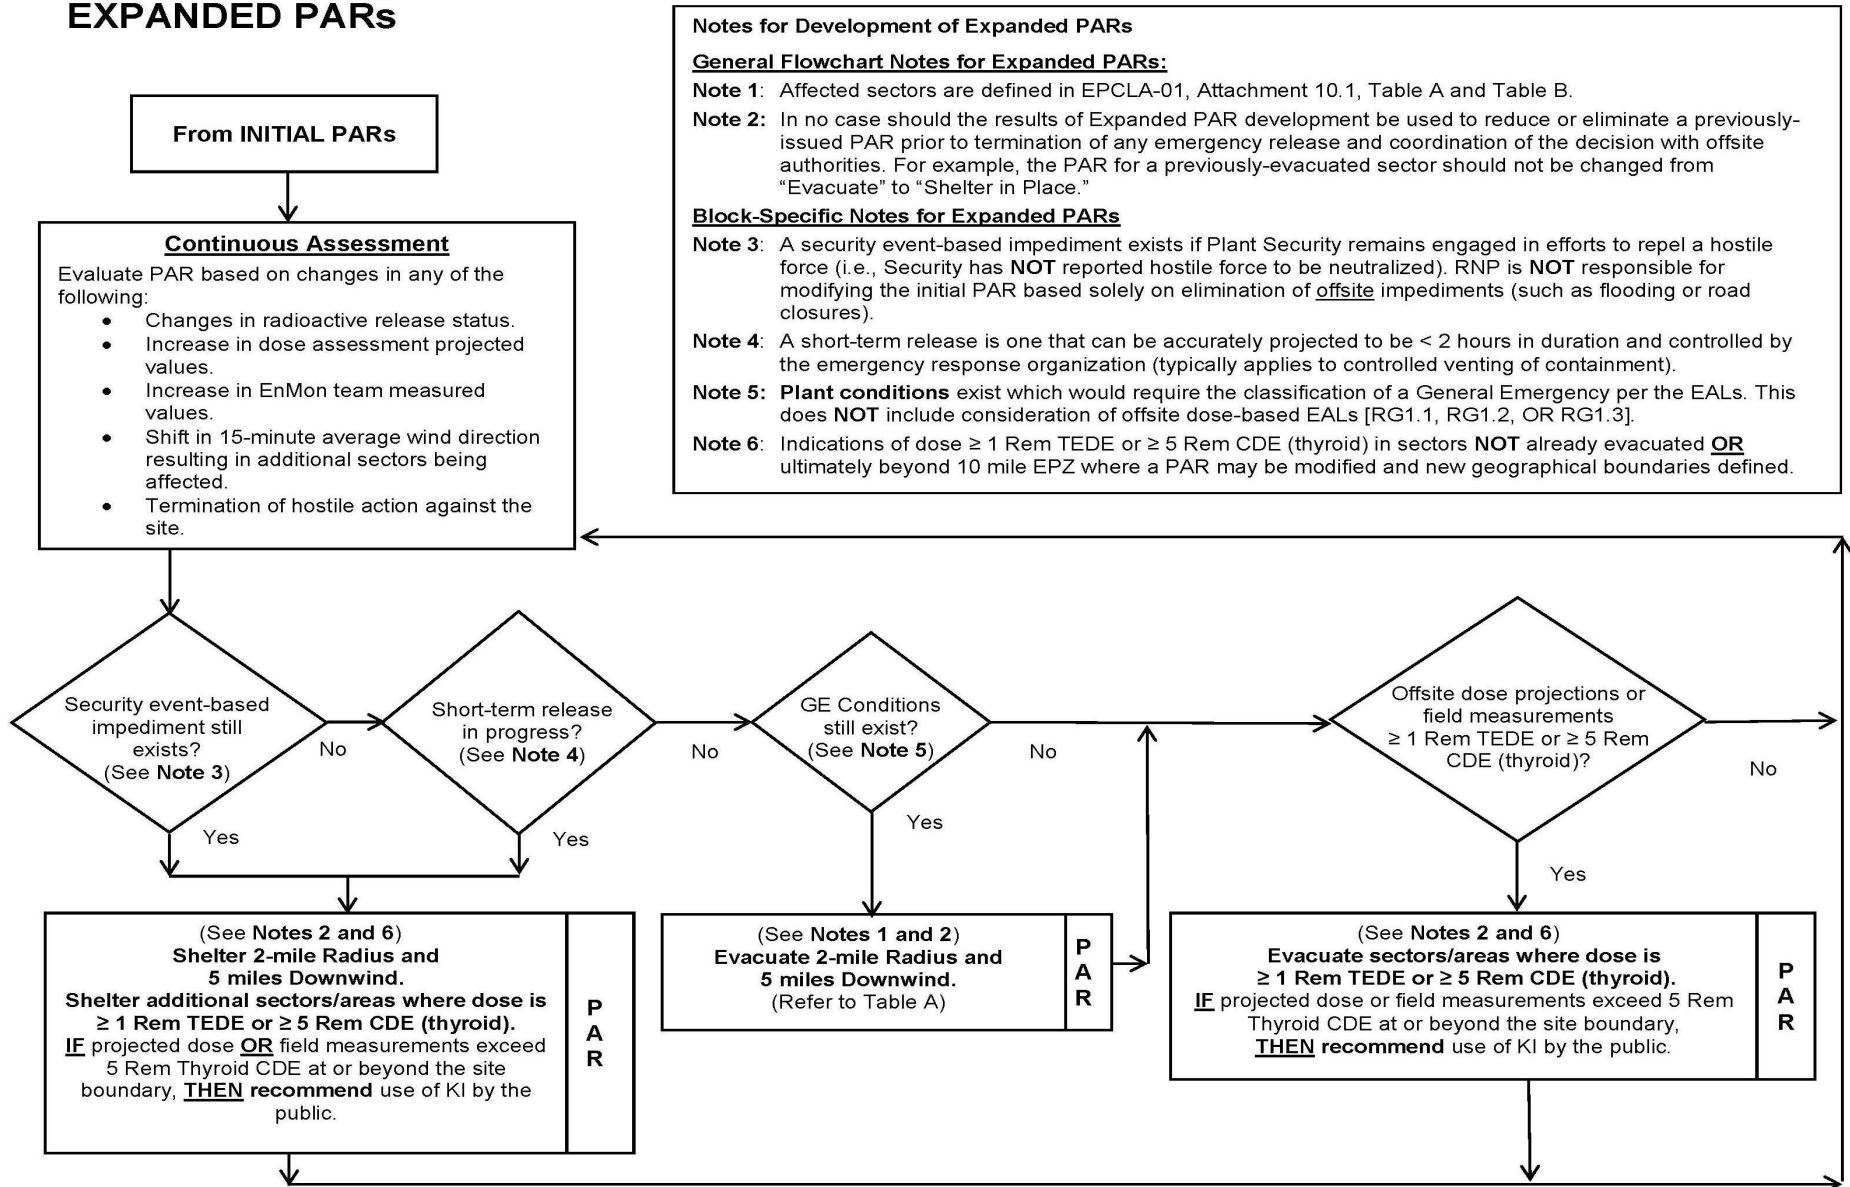 EXPANDED PARs
From INITIAL PARs
Continuous Assessment
Evaluate PAR based on changes in any of the
following:
• Changes in radioactive release status.
• Increase in dose assessment projected
values.
• Increase in EnMon team measured
values.
• Shift in 15-minute average wind direction
resulting in additional sectors being
affected.
• Termination of hostile action against the
site.
Notes for Development of Expanded PARs
General Flowchart Notes for Expanded PARs:
Note 1: Affected sectors are defined in EPCLA-01, Attachment 10.1, Table A and Table B.
Note 2: In no case should the results of Expanded PAR development be used to reduce or eliminate a previously-
issued PAR prior to termination of any emergency release and coordination of the decision with offsite
authorities. For example, the PAR for a previously-evacuated sector should not be changed from
“Evacuate” to “Shelter in Place.”
Block-Specific Notes for Expanded PARs
Note 3: A security event-based impediment exists if Plant Security remains engaged in efforts to repel a hostile
force (i.e., Security has NOT reported hostile force to be neutralized). RNP is NOT responsible for
modifying the initial PAR based solely on elimination of offsite impediments (such as flooding or road
closures).
Note 4: A short-term release is one that can be accurately projected to be < 2 hours in duration and controlled by
the emergency response organization (typically applies to controlled venting of containment).
Note 5: Plant conditions exist which would require the classification of a General Emergency per the EALs. This
does NOT include consideration of offsite dose-based EALs [RG1.1, RG1.2, OR RG1.3].
Note 6: Indications of dose ≥ 1 Rem TEDE or ≥ 5 Rem CDE (thyroid) in sectors NOT already evacuated OR
ultimately beyond 10 mile EPZ where a PAR may be modified and new geographical boundaries defined.
Security event-based
impediment still
exists?
(See Note 3)
No
Yes
Short-term release
in progress?
(See Note 4)
No
Yes
GE Conditions
still exist?
(See Note 5)
No
Yes
Offsite dose projections or
field measurements
≥ 1 Rem TEDE or ≥ 5 Rem
CDE (thyroid)?
No
Yes
(See Notes 2 and 6)
Shelter 2-mile Radius and
5 miles Downwind.
Shelter additional sectors/areas where dose is
≥ 1 Rem TEDE or ≥ 5 Rem CDE (thyroid).
IF projected dose OR field measurements exceed
5 Rem Thyroid CDE at or beyond the site
boundary, THEN recommend use of KI by the
public.
P
A
R
(See Notes 1 and 2)
Evacuate 2-mile Radius and
5 miles Downwind.
(Refer to Table A)
P
A
R
(See Notes 2 and 6)
Evacuate sectors/areas where dose is
≥ 1 Rem TEDE or ≥ 5 Rem CDE (thyroid).
IF projected dose or field measurements exceed 5 Rem
Thyroid CDE at or beyond the site boundary,
THEN recommend use of KI by the public.
P
A
R